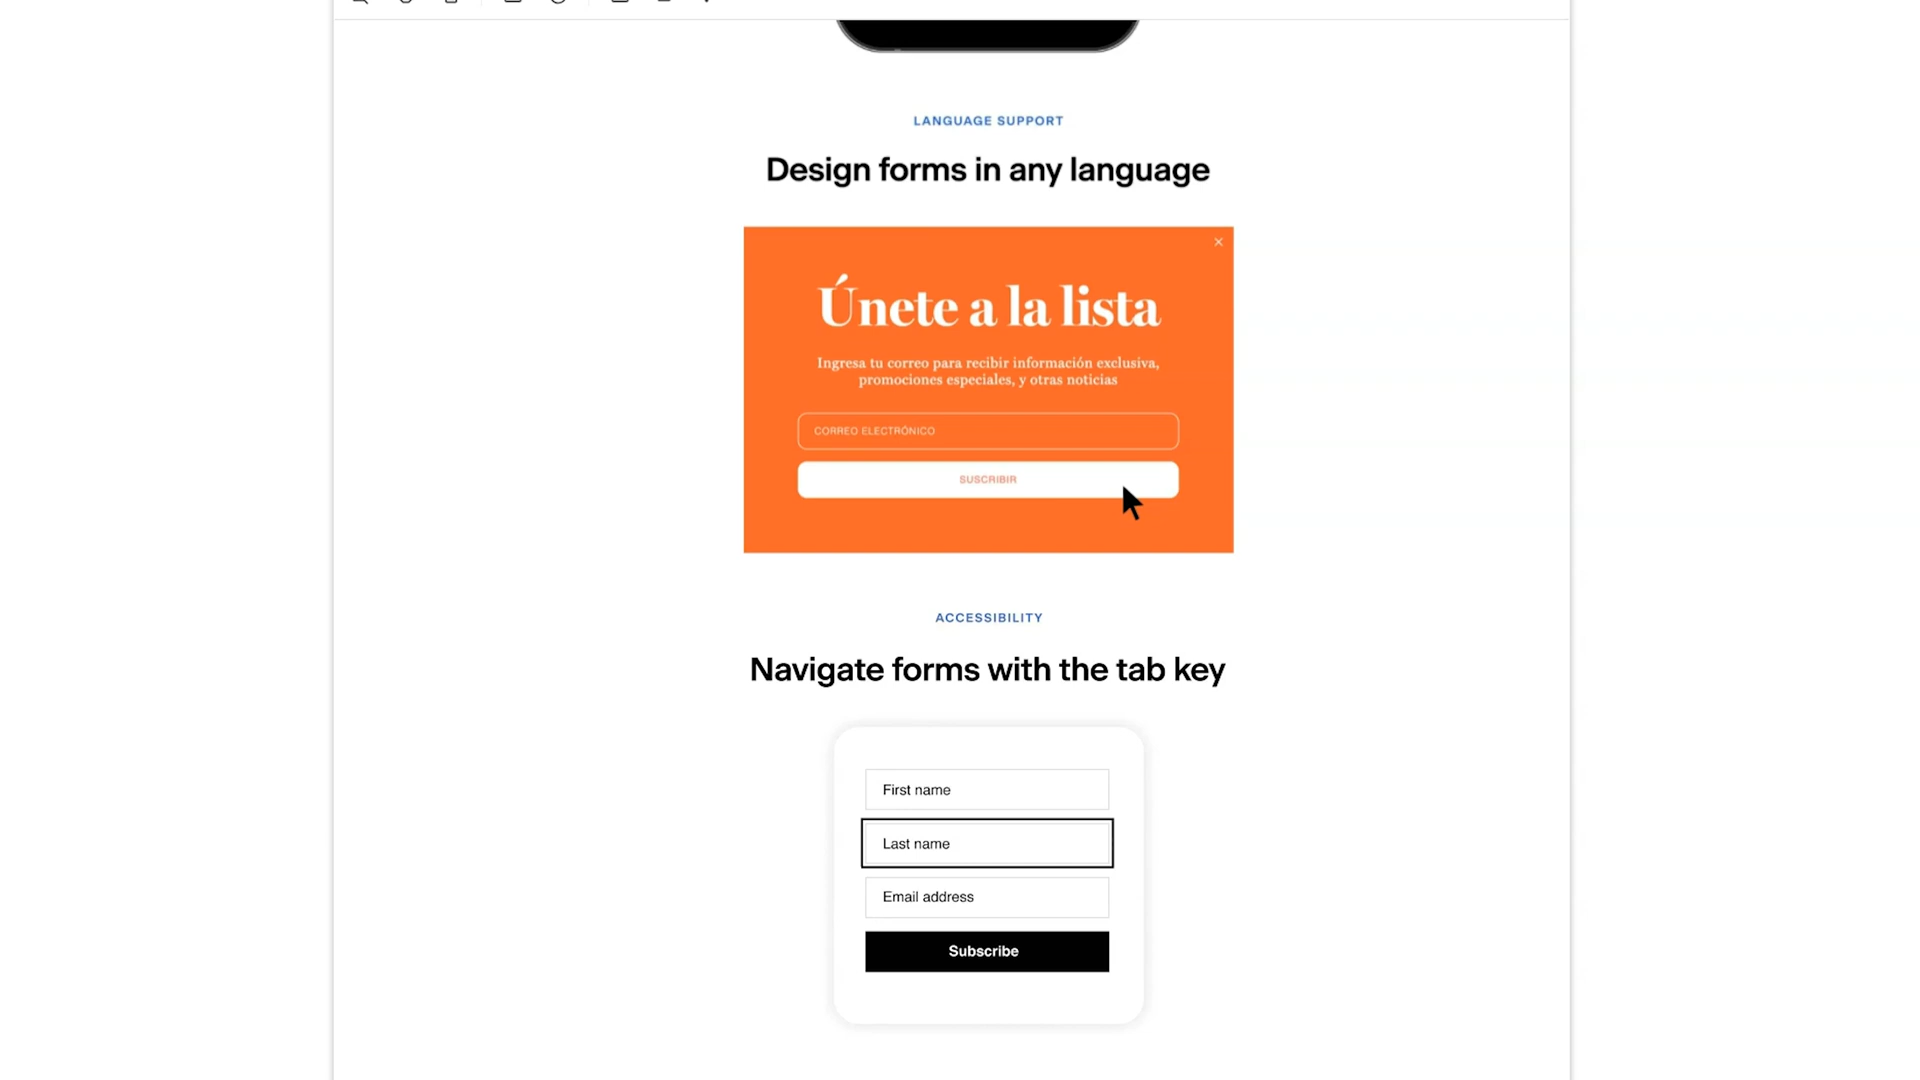 LANGUAGE SUPPORT
Design forms in any language
Únete a la lista
Ingresa tu correo para recibir información exclusiva,
promociones especiales, y otras noticias
CORREO ELECTRÓNICO
SUSCRIBIR
ACCESSIBILITY
Navigate forms with the tab key
First name
Last name
Email address
Subscribe